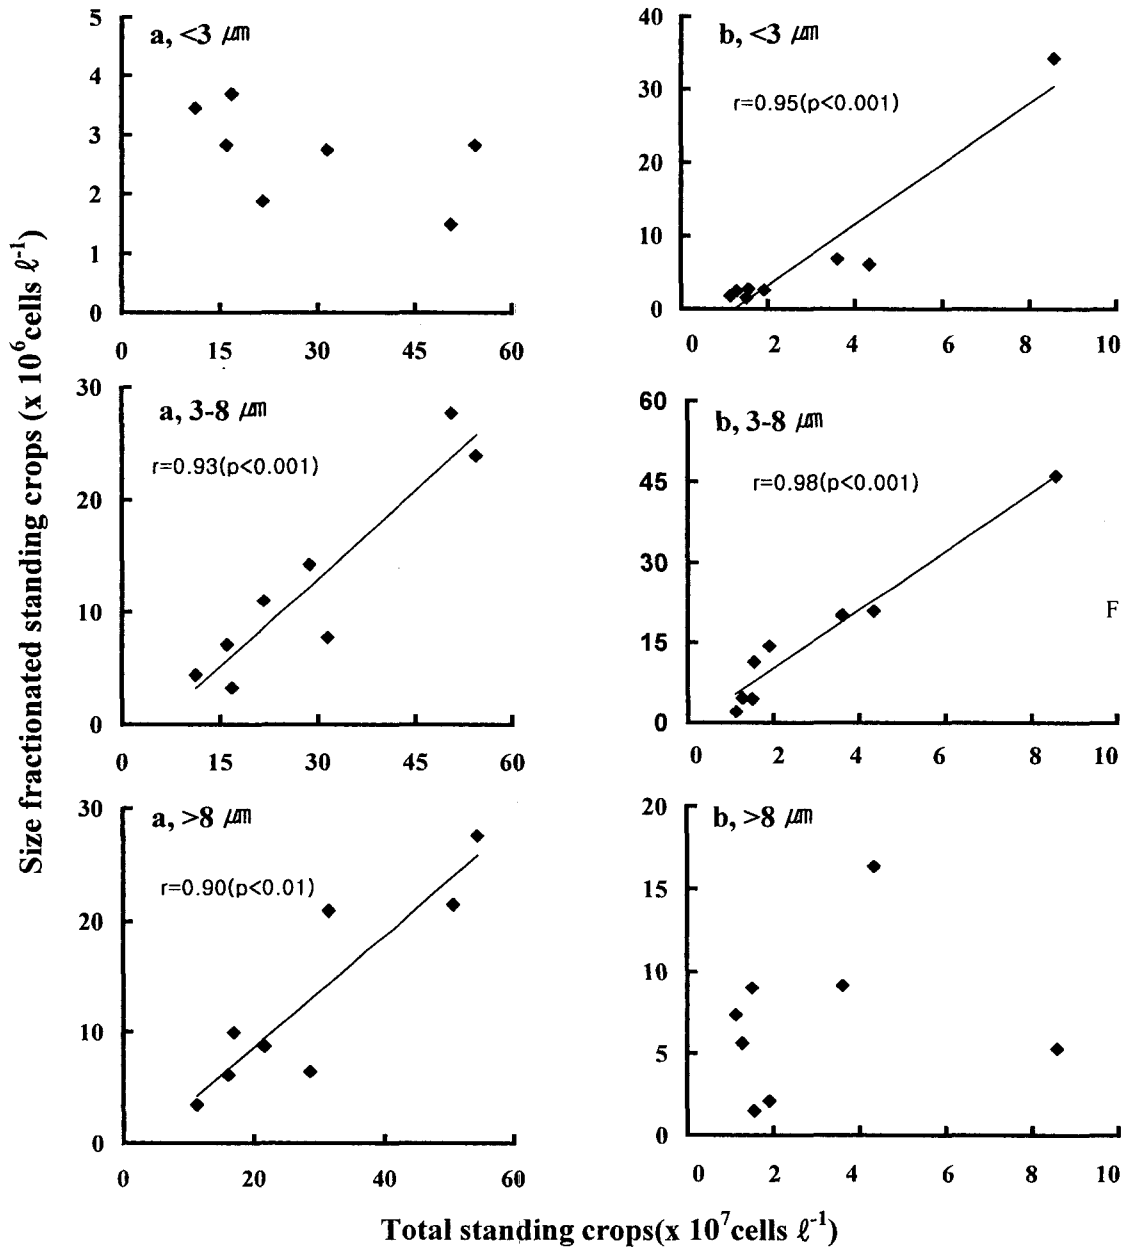 Size fractionated standing crops (x 10⁶cells ℓ⁻¹)
a, <3 ㎛
5
4
3
2
1
0
0 15 30 45 60
b, <3 ㎛
r=0.95(p<0.001)
40
30
20
10
0
0 2 4 6 8 10
a, 3-8 ㎛
r=0.93(p<0.001)
30
20
10
0
0 15 30 45 60
b, 3-8 ㎛
r=0.98(p<0.001)
60
45
30
15
0
0 2 4 6 8 10
F
a, >8 ㎛
r=0.90(p<0.01)
30
20
10
0
0 20 40 60
b, >8 ㎛
20
15
10
5
0
0 2 4 6 8 10
Total standing crops(x 10⁷cells ℓ⁻¹)